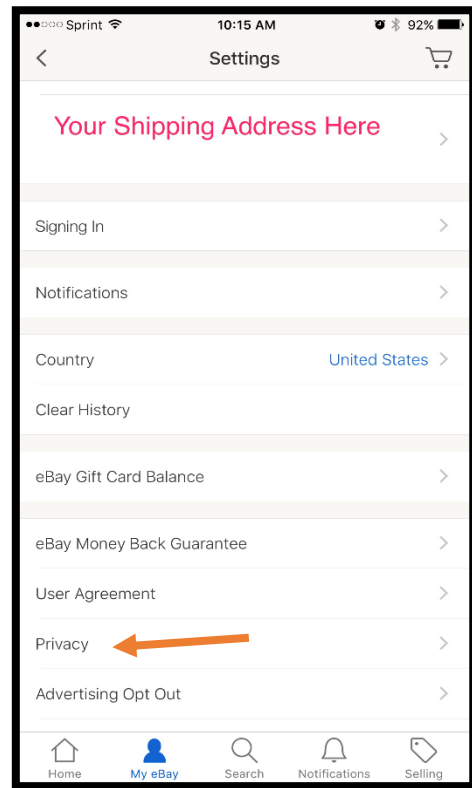 Sprint 10:15 AM 92%
Settings
Your Shipping Address Here
Signing In
Notifications
Country United States
Clear History
eBay Gift Card Balance
eBay Money Back Guarantee
User Agreement
Privacy
Advertising Opt Out
Home My eBay Search Notifications Selling